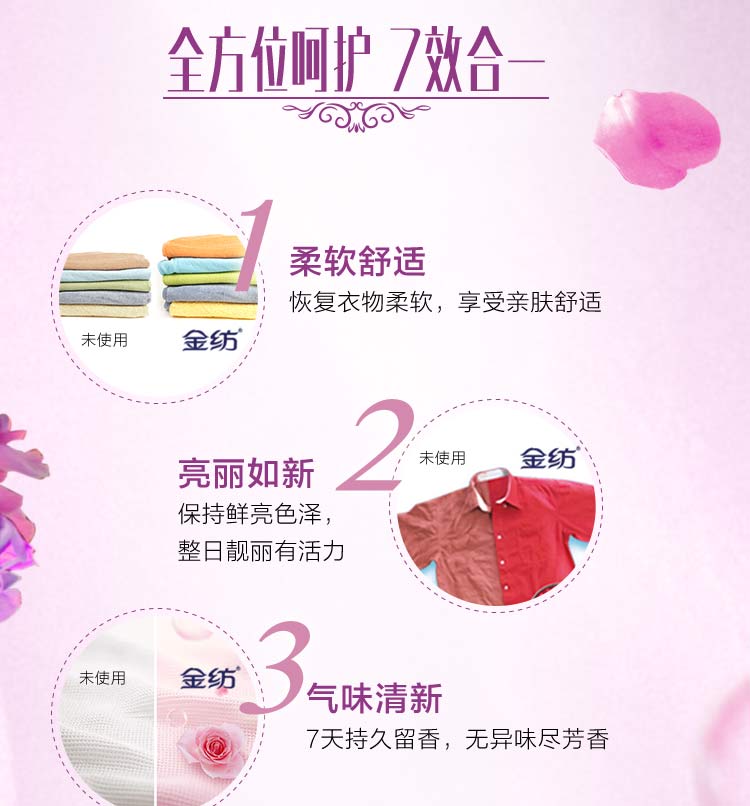 全方位呵护 7效合一
1
柔软舒适
恢复衣物柔软，享受亲肤舒适
未使用
金纺®
2
未使用
金纺®
亮丽如新
保持鲜亮色泽，
整日靓丽有活力
3
未使用
金纺®
气味清新
7天持久留香，无异味尽芳香